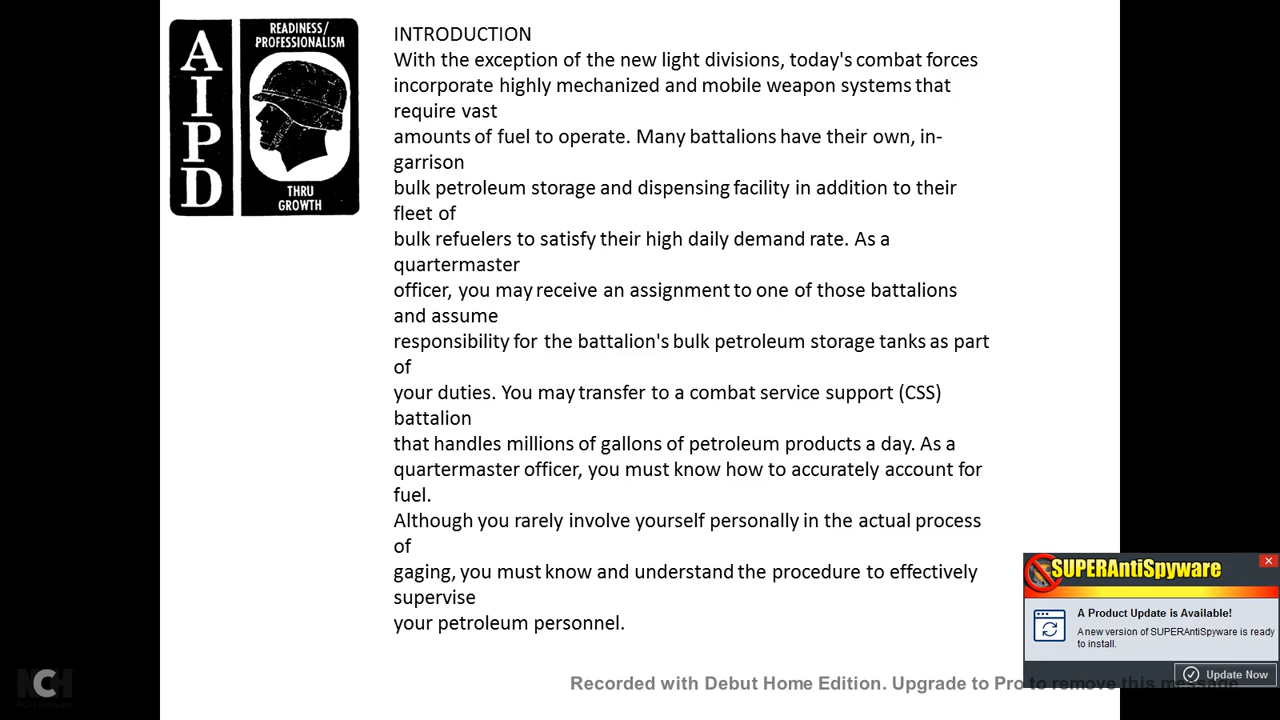 AIPD
READINESS/
PROFESSIONALISM
THRU
GROWTH
INTRODUCTION
With the exception of the new light divisions, today's combat forces
incorporate highly mechanized and mobile weapon systems that
require vast
amounts of fuel to operate. Many battalions have their own, in-
garrison
bulk petroleum storage and dispensing facility in addition to their
fleet of
bulk refuelers to satisfy their high daily demand rate. As a
quartermaster
officer, you may receive an assignment to one of those battalions
and assume
responsibility for the battalion's bulk petroleum storage tanks as part
of
your duties. You may transfer to a combat service support (CSS)
battalion
that handles millions of gallons of petroleum products a day. As a
quartermaster officer, you must know how to accurately account for
fuel.
Although you rarely involve yourself personally in the actual process
of
gaging, you must know and understand the procedure to effectively
supervise
your petroleum personnel.
SUPERAntiSpyware
A Product Update is Available!
A new version of SUPERAntiSpyware is ready
to install.
Update Now
NCH
NCH Software
Recorded with Debut Home Edition. Upgrade to Pro to remove this message